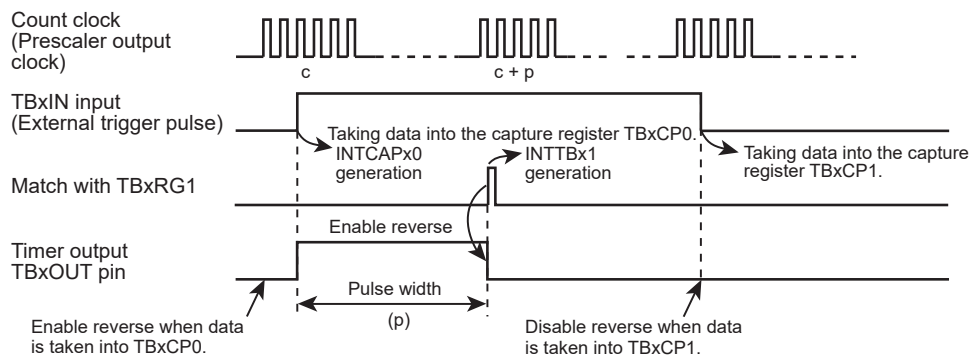 Count clock
(Prescaler output
clock)
c
c + p
TBxIN input
(External trigger pulse)
Taking data into the capture register TBxCP0.
INTCAPx0
generation
INTTBx1
generation
Taking data into the capture
register TBxCP1.
Match with TBxRG1
Enable reverse
Timer output
TBxOUT pin
Pulse width
(p)
Enable reverse when data
is taken into TBxCP0.
Disable reverse when data
is taken into TBxCP1.